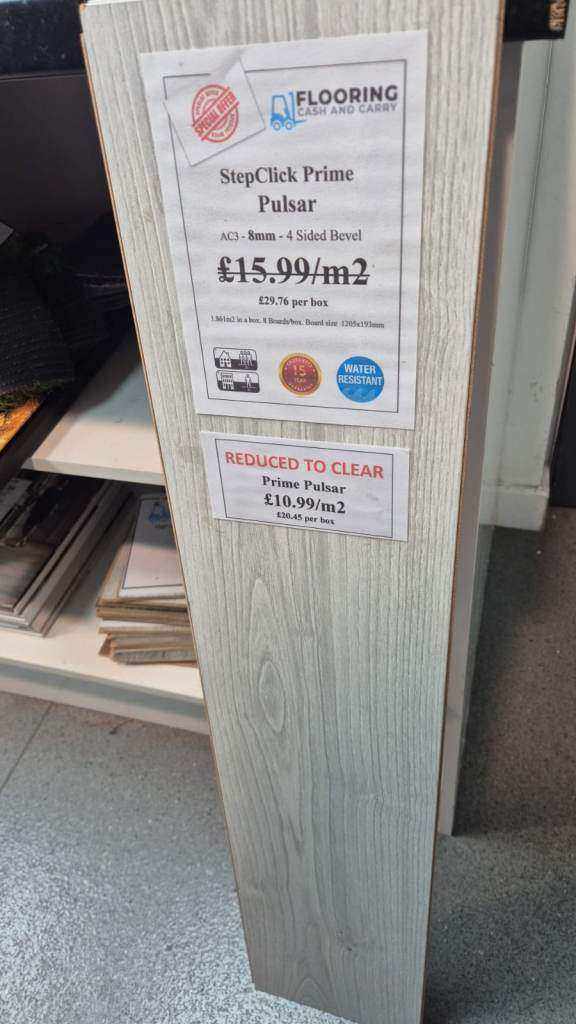 SPECIAL OFFER
FLOORING
CASH AND CARRY
StepClick Prime
Pulsar
AC3 - 8mm - 4 Sided Bevel
£15.99/m2
£29.76 per box
1.861m2 in a box. 8 Boards/box. Board size 1205x193mm
15
YEAR
WATER
RESISTANT
REDUCED TO CLEAR
Prime Pulsar
£10.99/m2
£20.45 per box